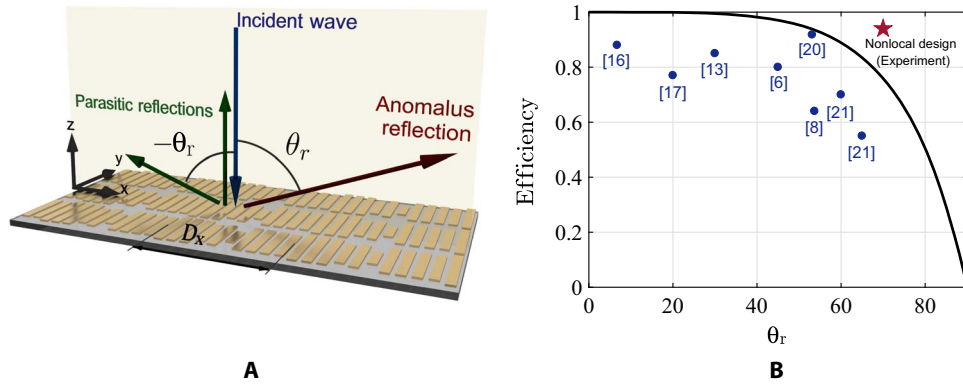 Incident wave
Parasitic reflections
Anomalus
reflection
−θr
θr
z
y
x
Dx
A
Efficiency
1
0.8
0.6
0.4
0.2
0
0
20
40
60
80
θr
[16]
[17]
[13]
[6]
[20]
[8]
[21]
[21]
Nonlocal design
(Experiment)
B